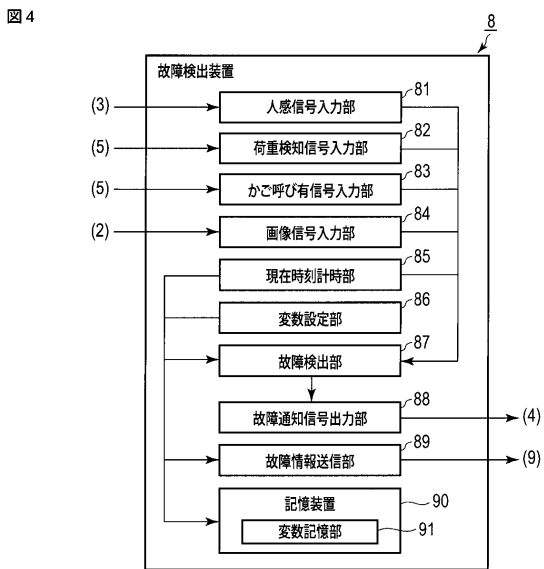 図4
8
故障検出装置
(3)
人感信号入力部
81
(5)
荷重検知信号入力部
82
(5)
かご呼び有信号入力部
83
(2)
画像信号入力部
84
現在時刻計時部
85
変数設定部
86
故障検出部
87
故障通知信号出力部
88
(4)
故障情報送信部
89
(9)
記憶装置
90
変数記憶部
91